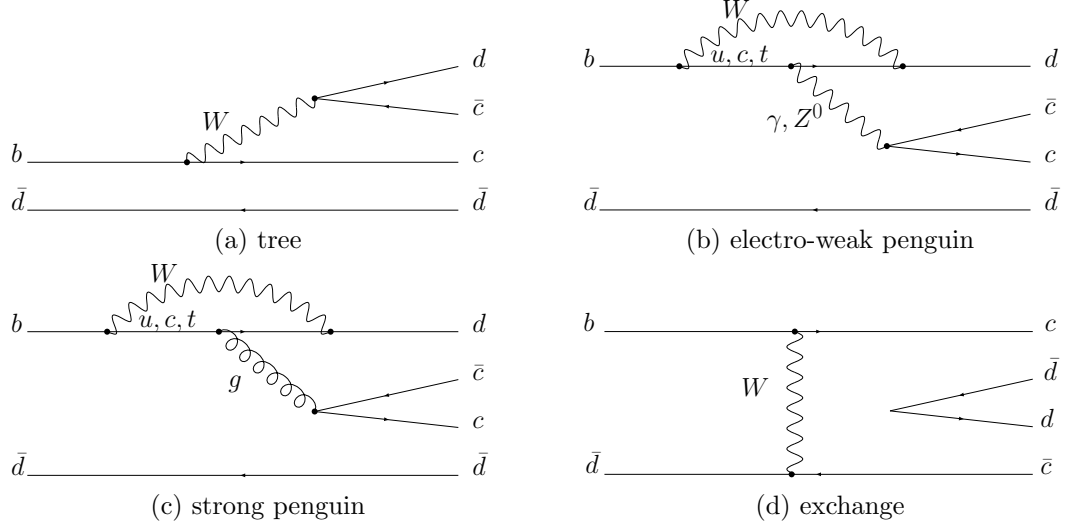 W
d
c̄
b
c
d̄
d̄
(a) tree
W
b
u, c, t
d
γ, Z⁰
c̄
c
d̄
d̄
(b) electro-weak penguin
W
b
u, c, t
d
g
c̄
c
d̄
d̄
(c) strong penguin
b
c
W
d̄
d
d̄
c̄
(d) exchange